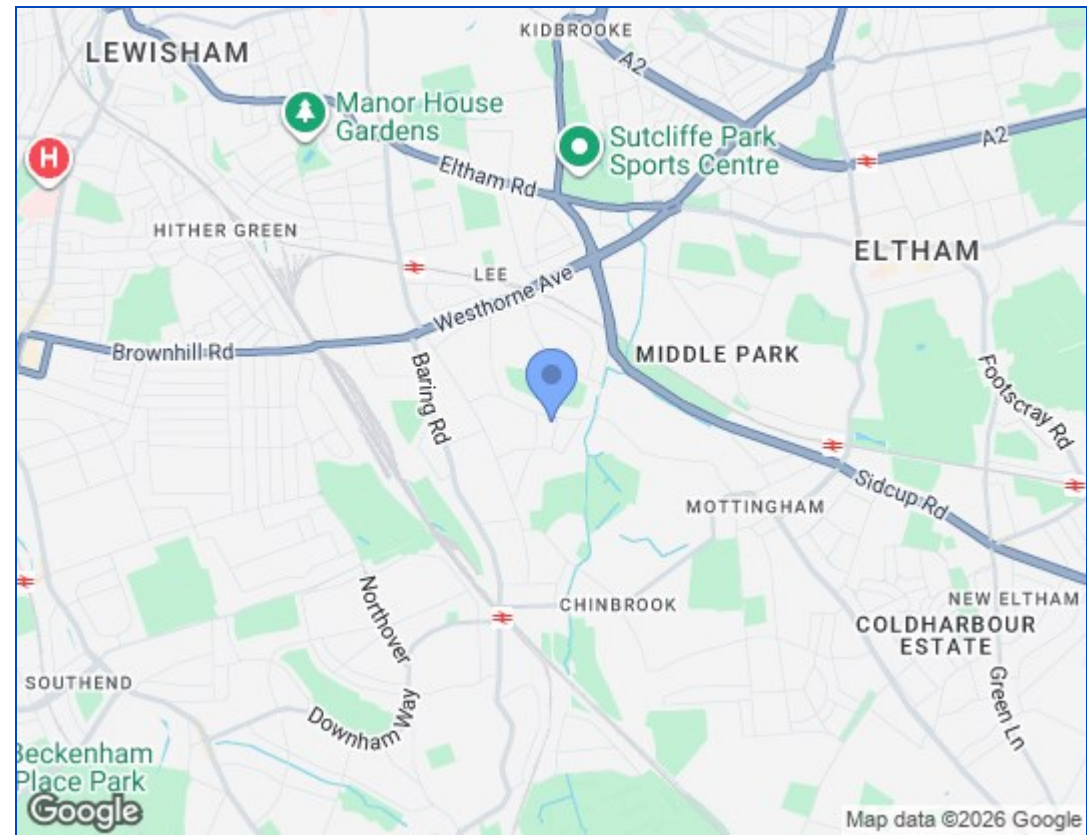 KIDBROOKE
LEWISHAM
A2
Manor House
Gardens
Sutcliffe Park
Sports Centre
A2
H
Eltham Rd
HITHER GREEN
ELTHAM
LEE
Westhorne Ave
Brownhill Rd
MIDDLE PARK
Baring Rd
Footscray Rd
Sidcup Rd
MOTTINGHAM
Northover
CHINBROOK
NEW ELTHAM
COLDHARBOUR
ESTATE
SOUTHEND
Green Ln
Downham Way
Beckenham
Place Park
Google
Map data ©2026 Google